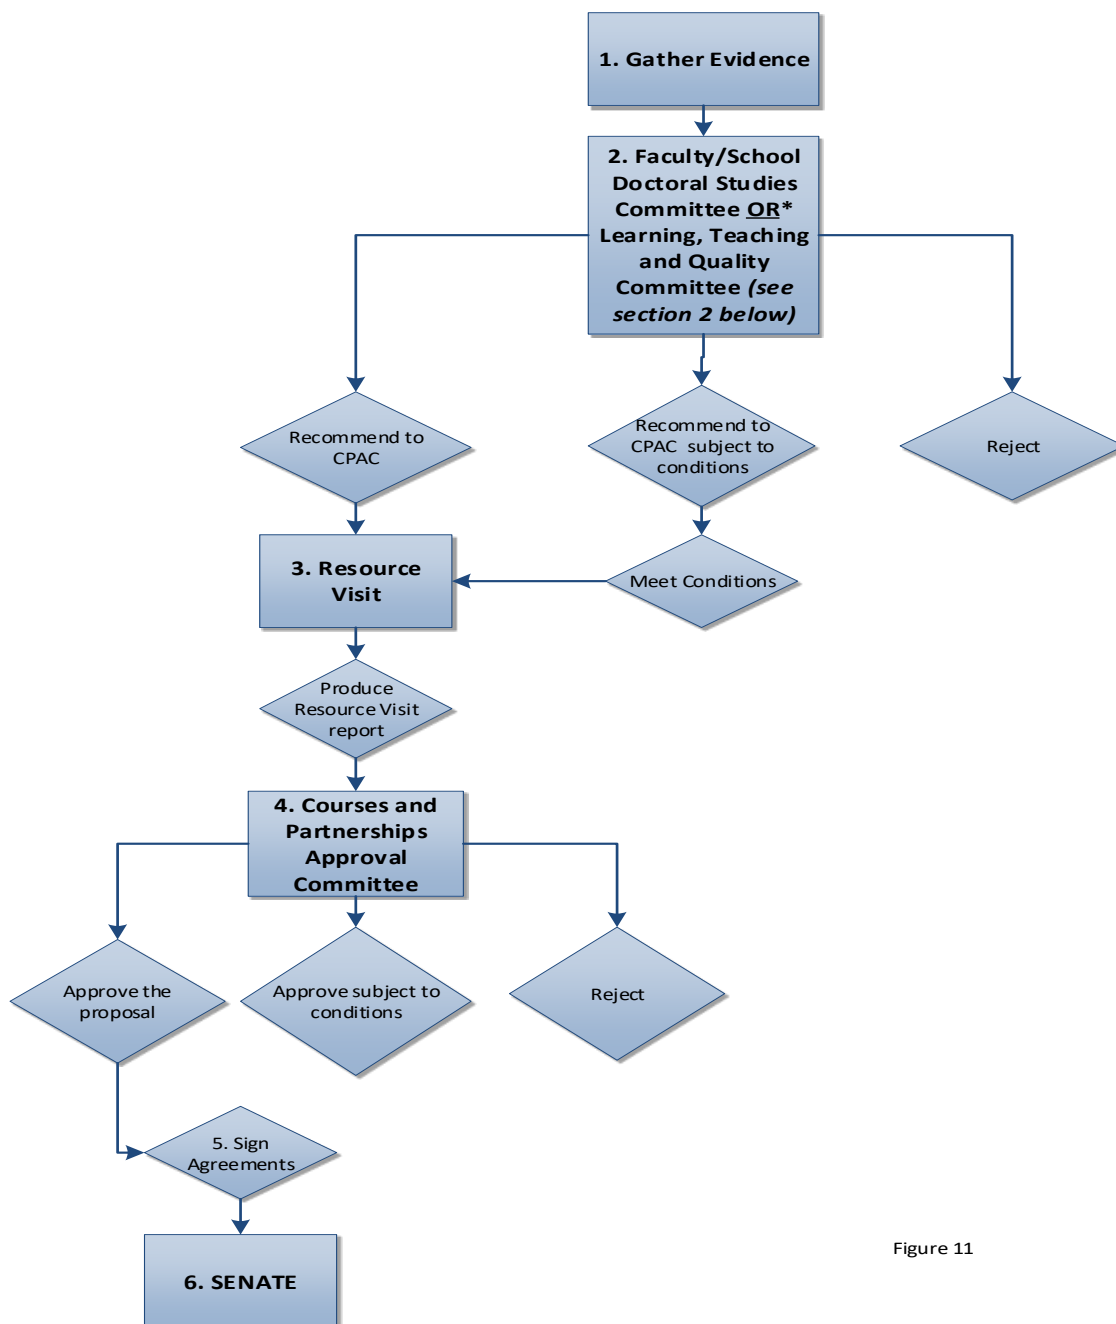 1. Gather Evidence
2. Faculty/School
Doctoral Studies
Committee OR*
Learning, Teaching
and Quality
Committee (see
section 2 below)
Recommend to
CPAC
Recommend to
CPAC subject to
conditions
Reject
3. Resource
Visit
Meet Conditions
Produce
Resource Visit
report
4. Courses and
Partnerships
Approval
Committee
Approve the
proposal
Approve subject to
conditions
Reject
5. Sign
Agreements
6. SENATE
Figure 11